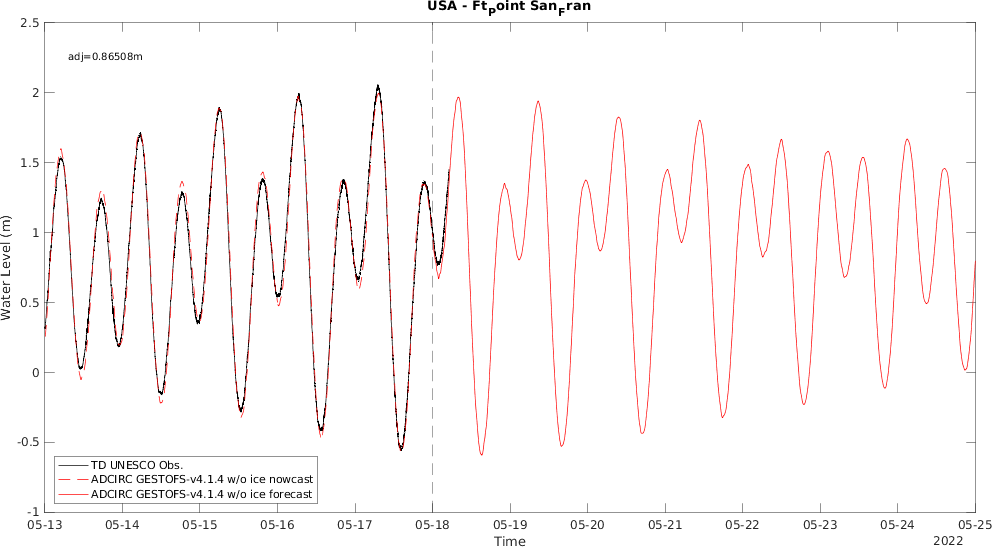 USA - Ft_Point San_Fran
2.5
adj=0.86508m
2
1.5
1
0.5
0
-0.5
-1
Water Level (m)
TD UNESCO Obs.
ADCIRC GESTOFS-v4.1.4 w/o ice nowcast
ADCIRC GESTOFS-v4.1.4 w/o ice forecast
05-13 05-14 05-15 05-16 05-17 05-18 05-19 05-20 05-21 05-22 05-23 05-24 05-25
Time
2022